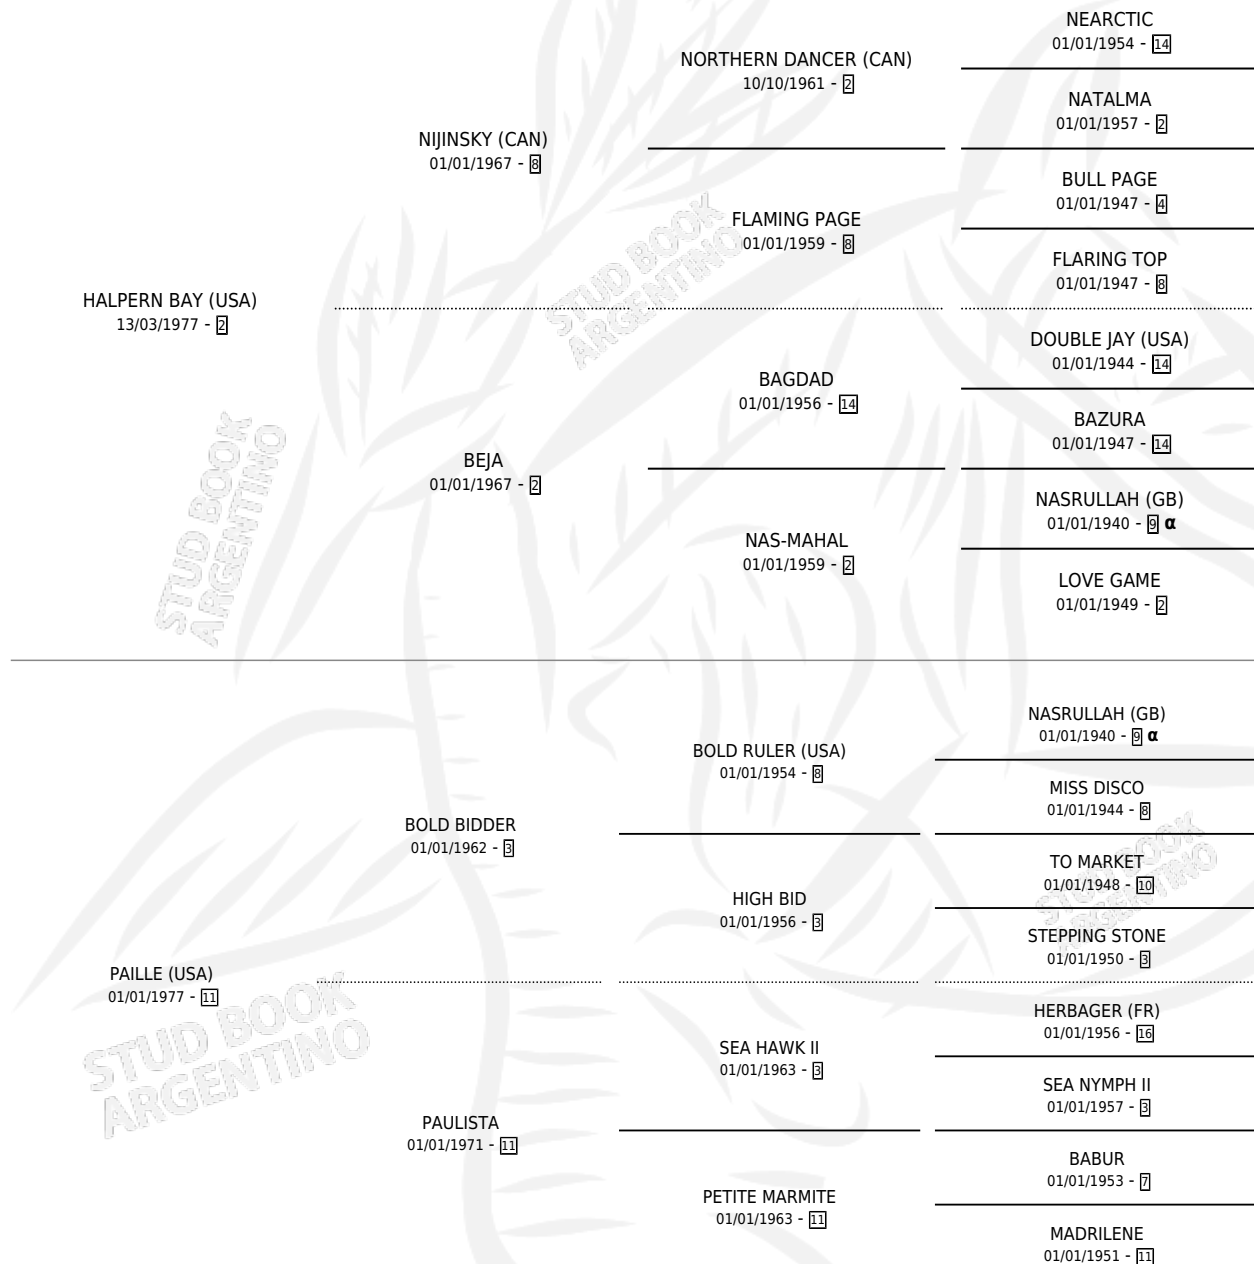 NEARCTIC
01/01/1954 - 14
NORTHERN DANCER (CAN)
10/10/1961 - 2
NATALMA
01/01/1957 - 2
NIJINSKY (CAN)
01/01/1967 - 8
BULL PAGE
01/01/1947 - 4
FLAMING PAGE
01/01/1959 - 8
FLARING TOP
01/01/1947 - 8
STUD BOOK
ARGENTINO
HALPERN BAY (USA)
13/03/1977 - 2
DOUBLE JAY (USA)
01/01/1944 - 14
BAGDAD
01/01/1956 - 14
BAZURA
01/01/1947 - 14
BEJA
01/01/1967 - 2
NASRULLAH (GB)
01/01/1940 - 9 α
NAS-MAHAL
01/01/1959 - 2
LOVE GAME
01/01/1949 - 2
STUD BOOK
ARGENTINO
NASRULLAH (GB)
01/01/1940 - 9 α
BOLD RULER (USA)
01/01/1954 - 8
MISS DISCO
01/01/1944 - 8
BOLD BIDDER
01/01/1962 - 3
TO MARKET
01/01/1948 - 10
HIGH BID
01/01/1956 - 3
STEPPING STONE
01/01/1950 - 3
STUD BOOK
ARGENTINO
PAILLE (USA)
01/01/1977 - 11
HERBAGER (FR)
01/01/1956 - 16
SEA HAWK II
01/01/1963 - 3
SEA NYMPH II
01/01/1957 - 3
STUD BOOK
ARGENTINO
PAULISTA
01/01/1971 - 11
BABUR
01/01/1953 - 7
PETITE MARMITE
01/01/1963 - 11
MADRILENE
01/01/1951 - 11